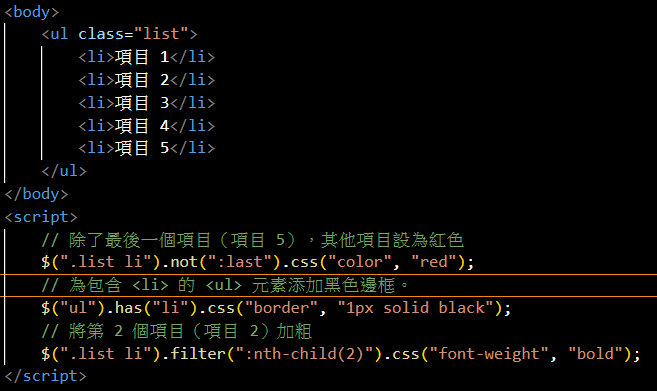 <body>
<ul class="list">
<li>項目 1</li>
<li>項目 2</li>
<li>項目 3</li>
<li>項目 4</li>
<li>項目 5</li>
</ul>
</body>
<script>
// 除了最後一個項目（項目 5），其他項目設為紅色
$(".list li").not(":last").css("color", "red");
// 為包含 <li> 的 <ul> 元素添加黑色邊框。
$("ul").has("li").css("border", "1px solid black");
// 將第 2 個項目（項目 2）加粗
$(".list li").filter(":nth-child(2)").css("font-weight", "bold");
</script>